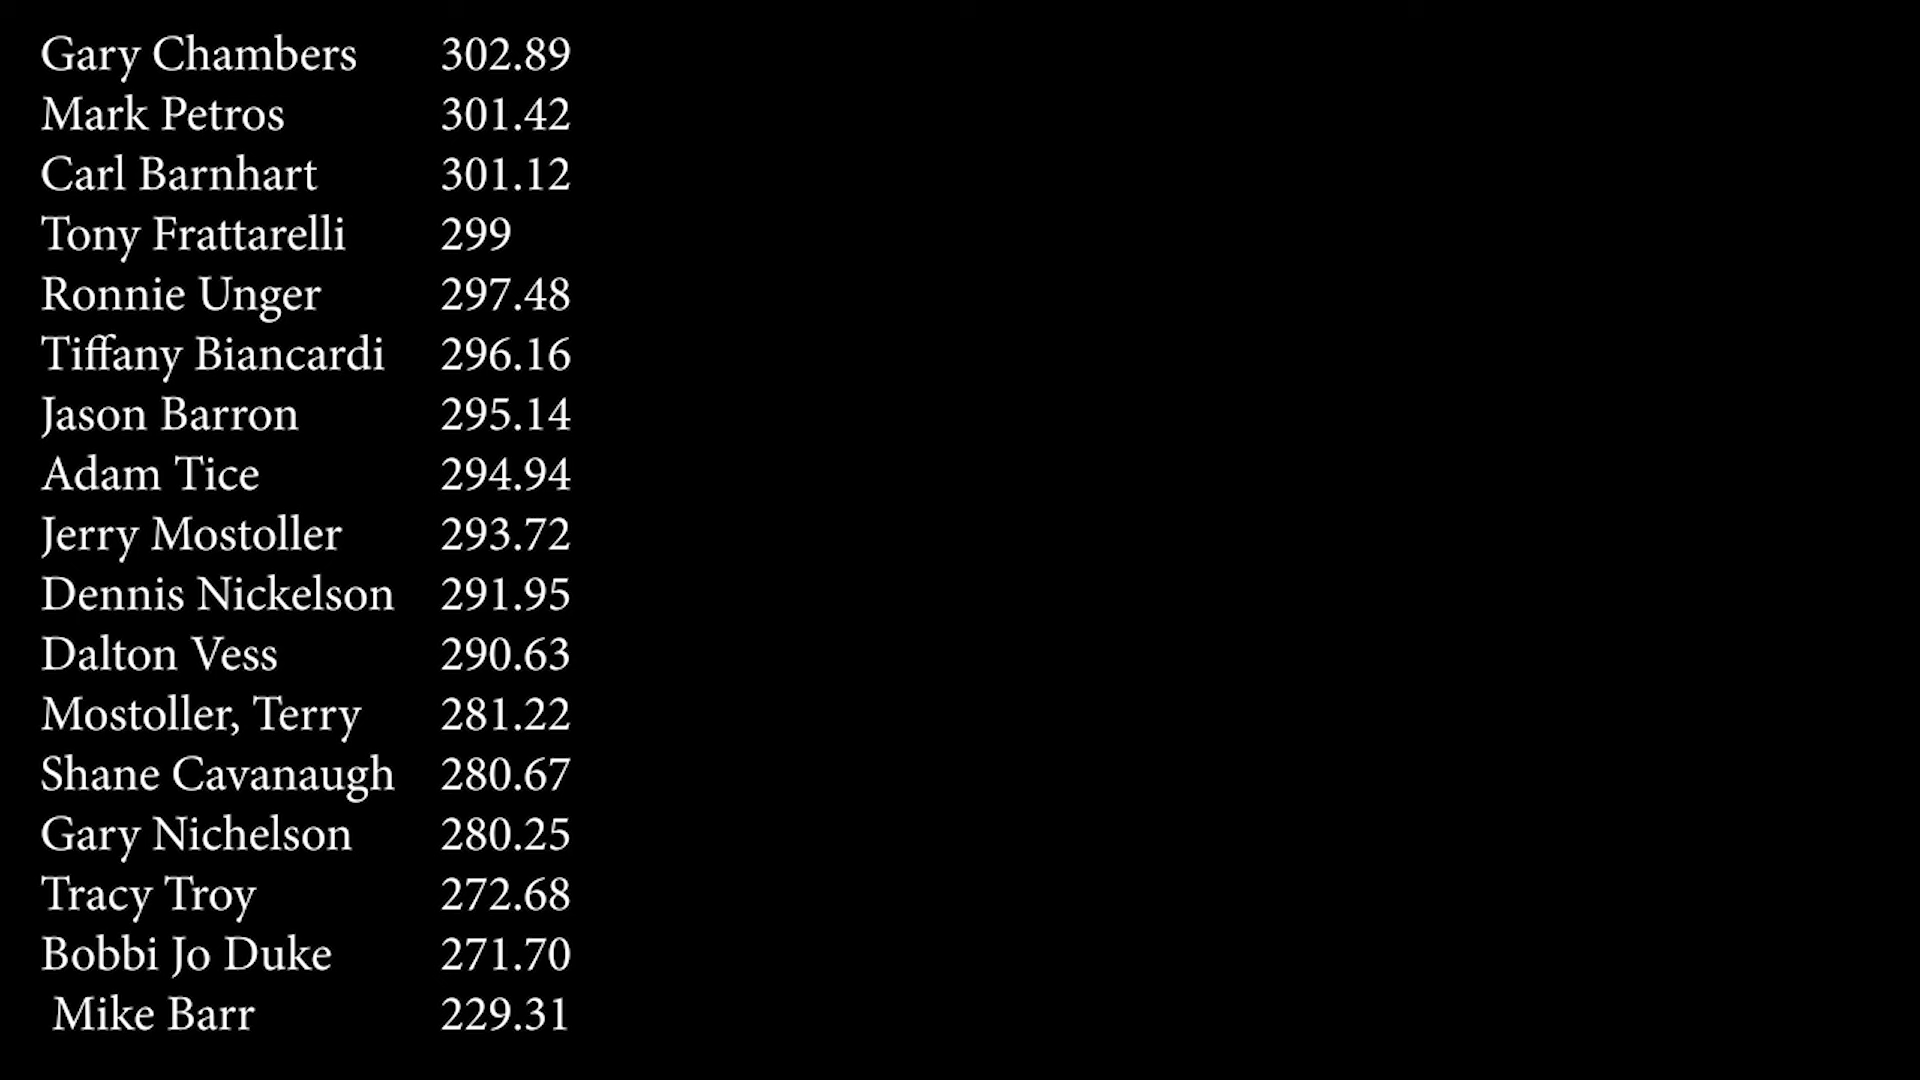 Gary Chambers 302.89
Mark Petros 301.42
Carl Barnhart 301.12
Tony Frattarelli 299
Ronnie Unger 297.48
Tiffany Biancardi 296.16
Jason Barron 295.14
Adam Tice 294.94
Jerry Mostoller 293.72
Dennis Nickelson 291.95
Dalton Vess 290.63
Mostoller, Terry 281.22
Shane Cavanaugh 280.67
Gary Nichelson 280.25
Tracy Troy 272.68
Bobbi Jo Duke 271.70
Mike Barr 229.31